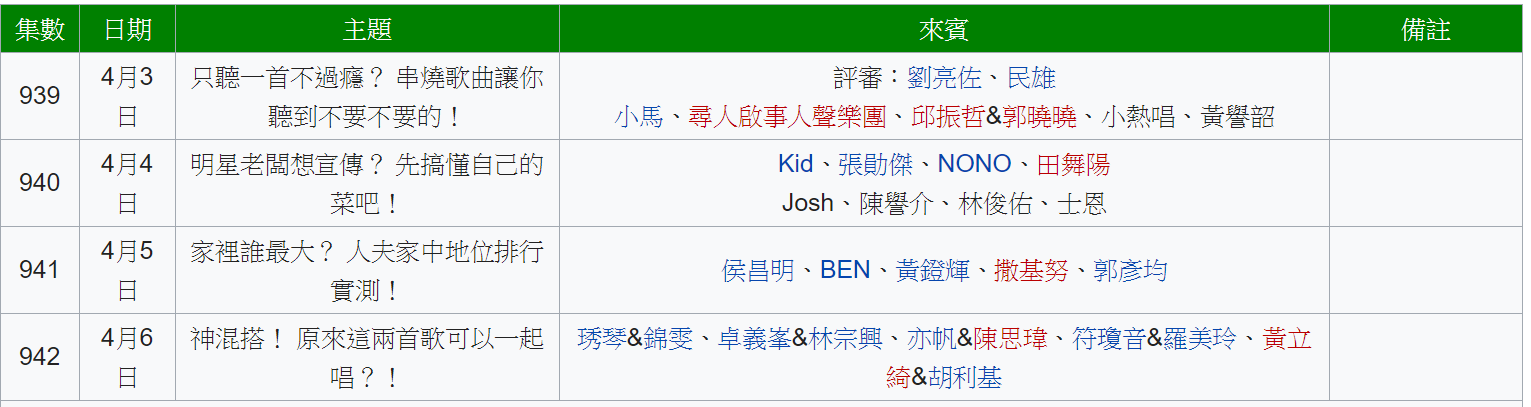 集數 日期 主題 來賓 備註
939
4月3
日
只聽一首不過癮？ 串燒歌曲讓你
聽到不要不要的！
評審：劉亮佐、民雄
小馬、尋人啟事人聲樂團、邱振哲&郭曉曉、小熱唱、黃譽韶
940
4月4
日
明星老闆想宣傳？ 先搞懂自己的
菜吧！
Kid、張勛傑、NONO、田舞陽
Josh、陳譽介、林俊佑、士恩
941
4月5
日
家裡誰最大？ 人夫家中地位排行
實測！
侯昌明、BEN、黃鐙輝、撒基努、郭彥均
942
4月6
日
神混搭！ 原來這兩首歌可以一起
唱？！
琇琴&錦雯、卓義峯&林宗興、亦帆&陳思瑋、符瓊音&羅美玲、黃立
綺&胡利基